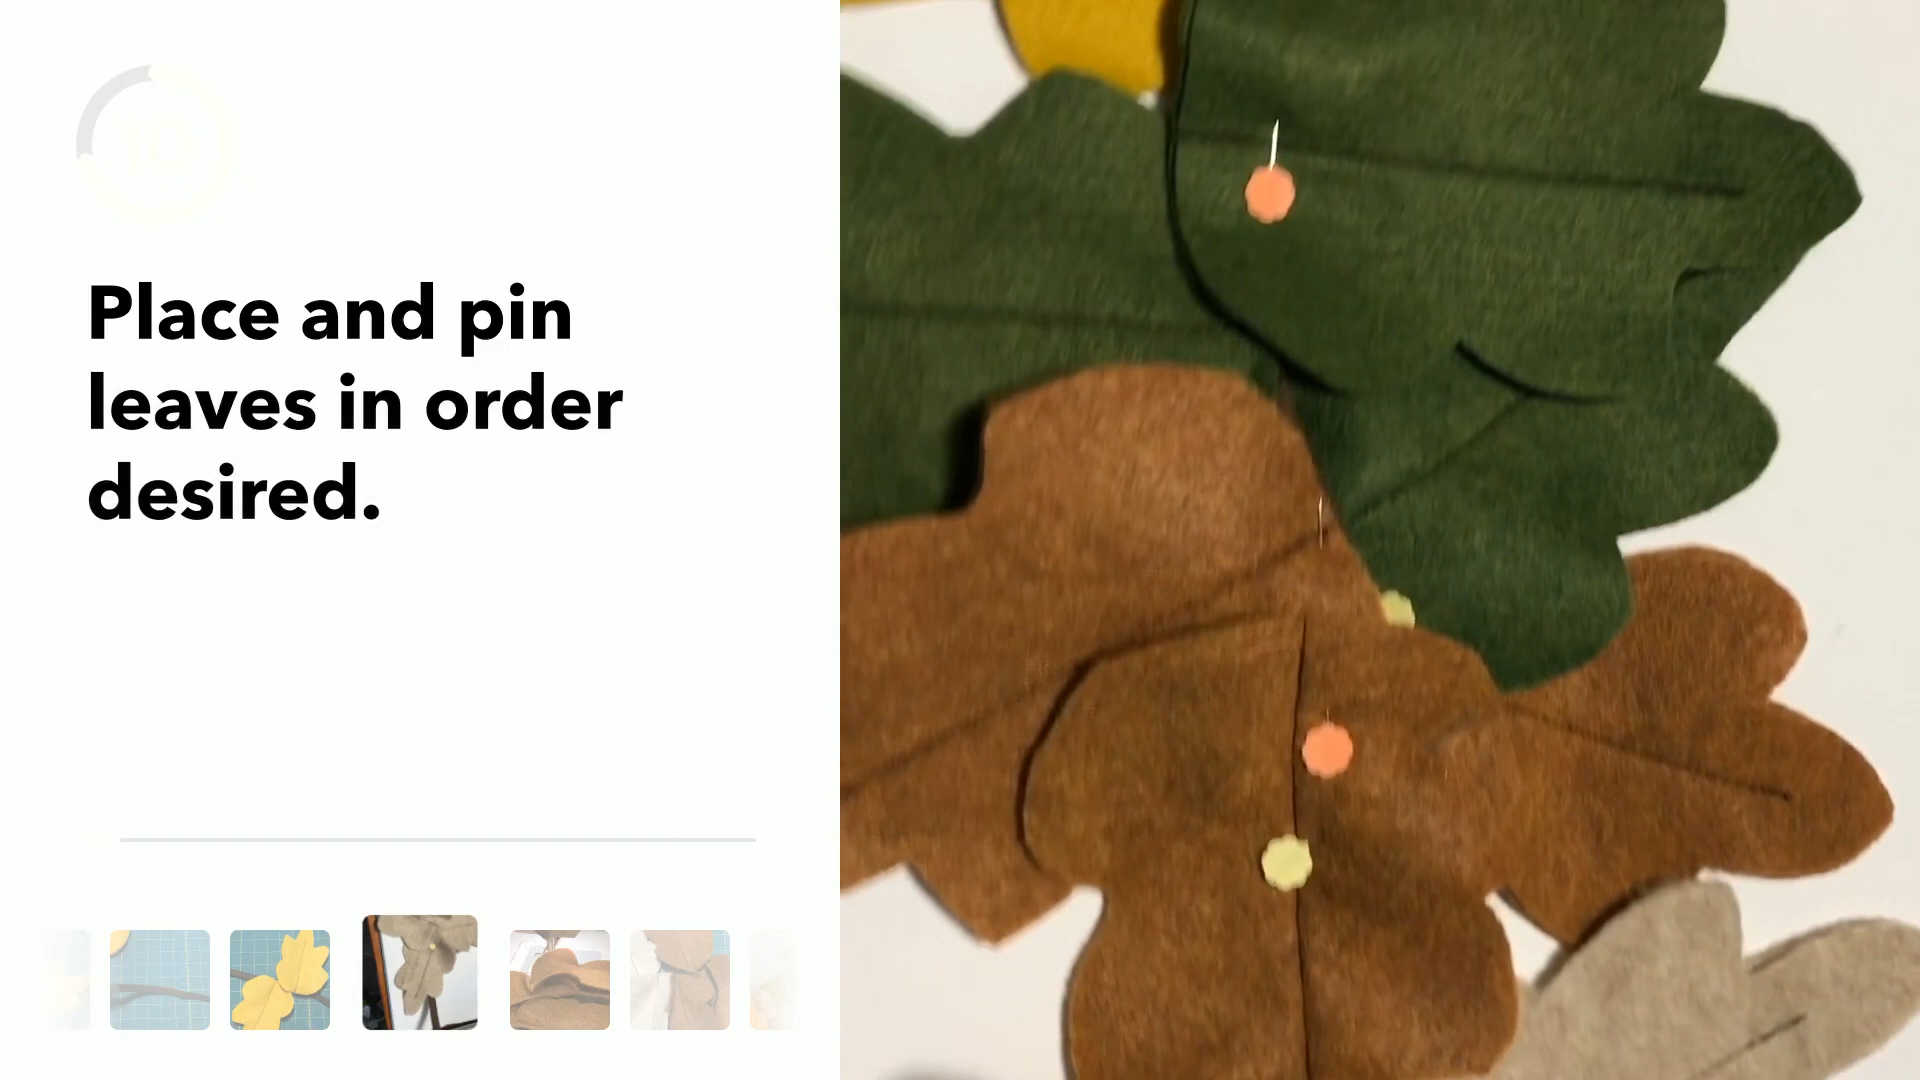 Place and pin
leaves in order
desired.